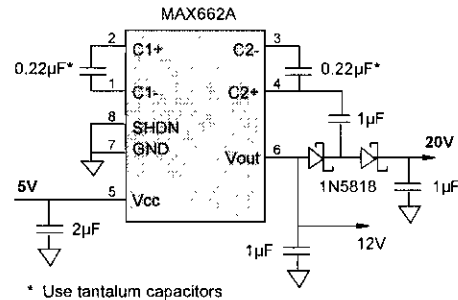 MAX662A
2
C1+
C2-
3
0.22µF*
0.22µF*
1
C1-
C2+
4
8
SHDN
1µF
7
GND
Vout
6
20V
1N5818
5V
5
Vcc
1µF
2µF
1µF
12V
* Use tantalum capacitors